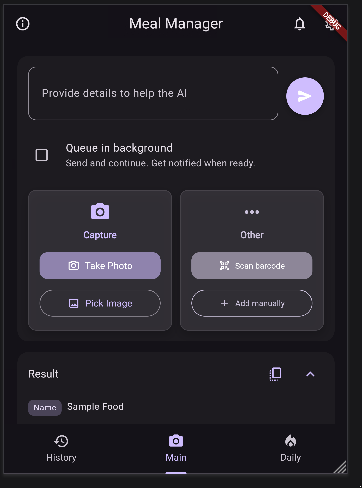 Meal Manager
DEBUG
Provide details to help the AI
Queue in background
Send and continue. Get notified when ready.
Capture
Take Photo
Pick Image
Other
Scan barcode
Add manually
Result
Name Sample Food
History
Main
Daily